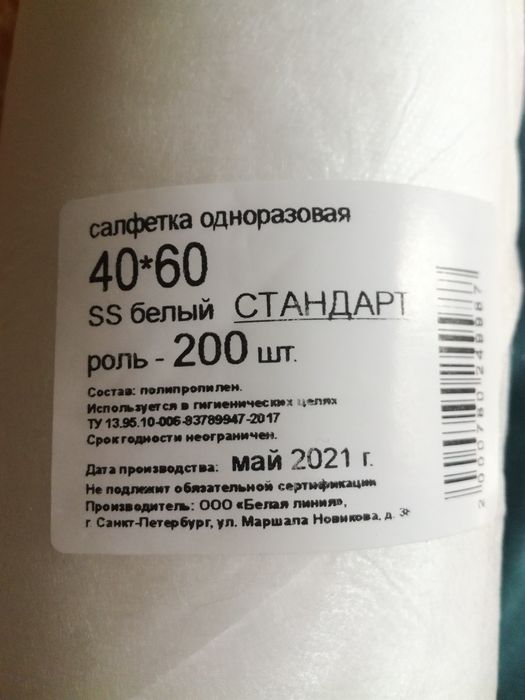 салфетка одноразовая
40*60
SS белый СТАНДАРТ
роль - 200 шт.
Состав: полипропилен.
Используется в гигиенических целях
ТУ 13.95.10-006-83789947-2017
Срок годности неограничен.
Дата производства: май 2021 г.
Не подлежит обязательной сертификации
Производитель: ООО «Белая линия»,
г. Санкт-Петербург, ул. Маршала Новикова, д.